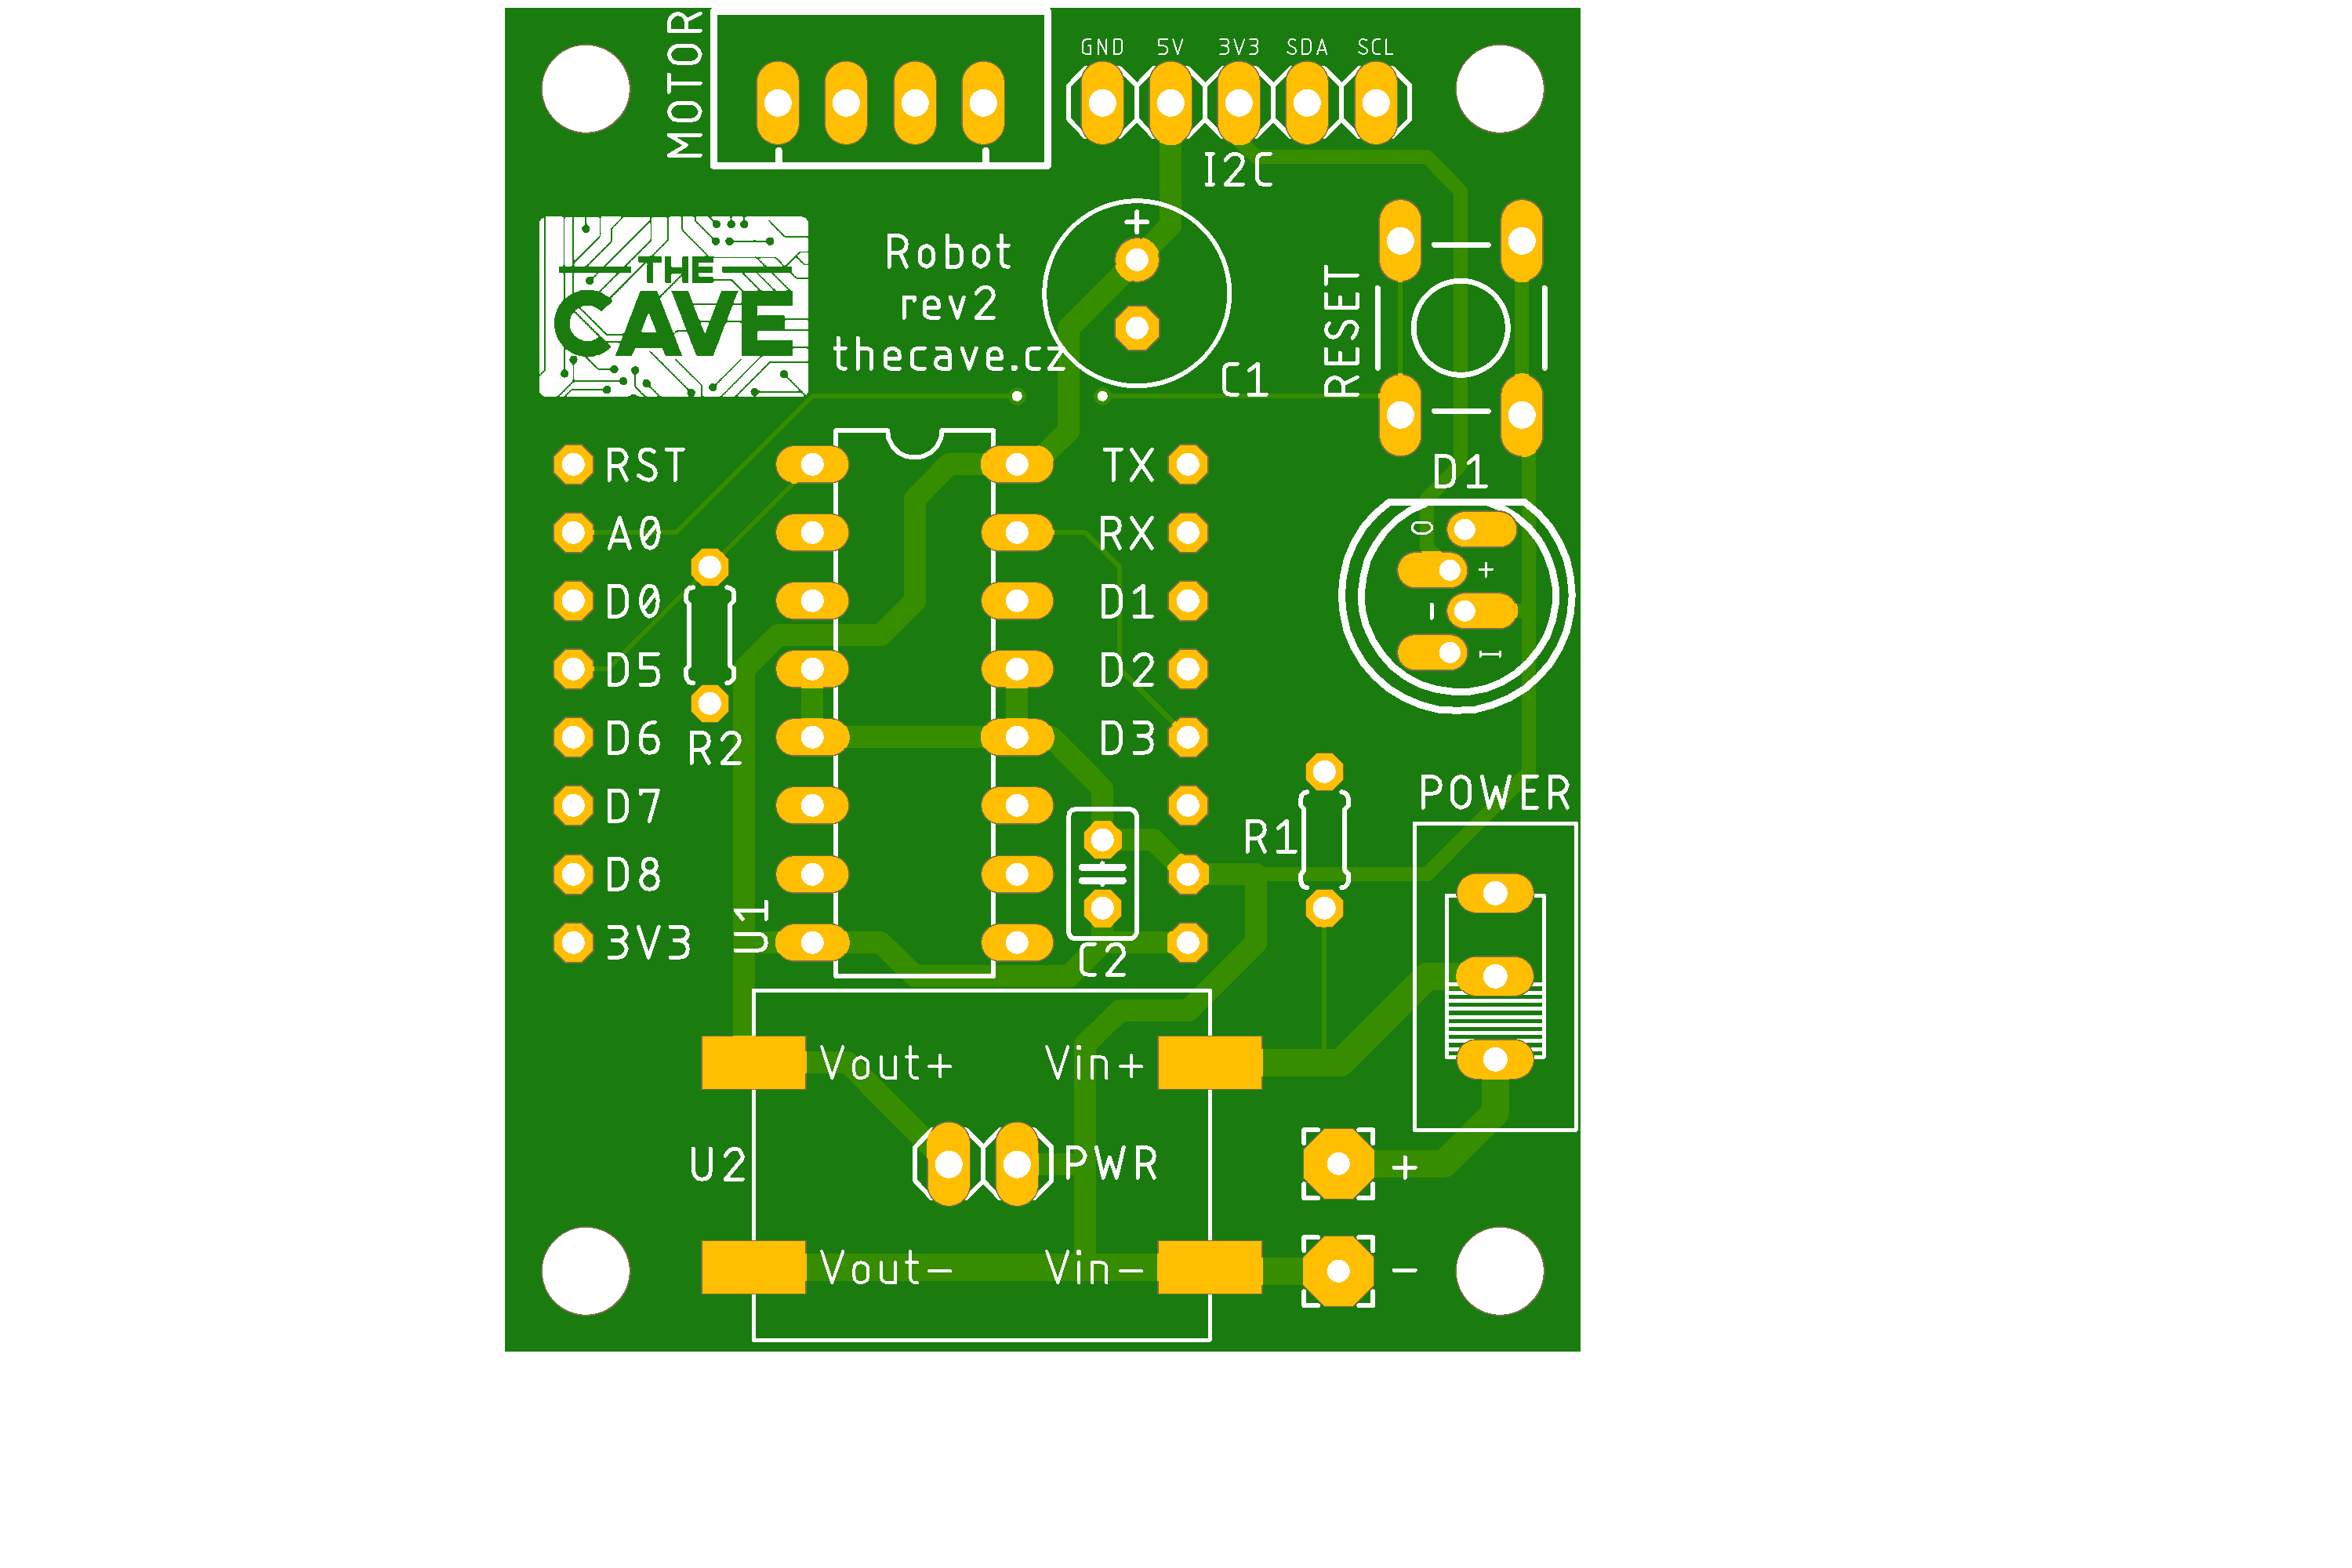 MOTOR
GND 5V 3V3 SDA SCL
I2C
THE
CAVE
Robot
rev2
thecave.cz
+
C1
RESET
RST
TX
D1
A0
RX
O
+
-
I
D0
D1
D5
D2
D6
D3
R2
D7
POWER
R1
D8
3V3
U1
C2
Vout+
Vin+
U2
PWR
+
Vout-
Vin-
-